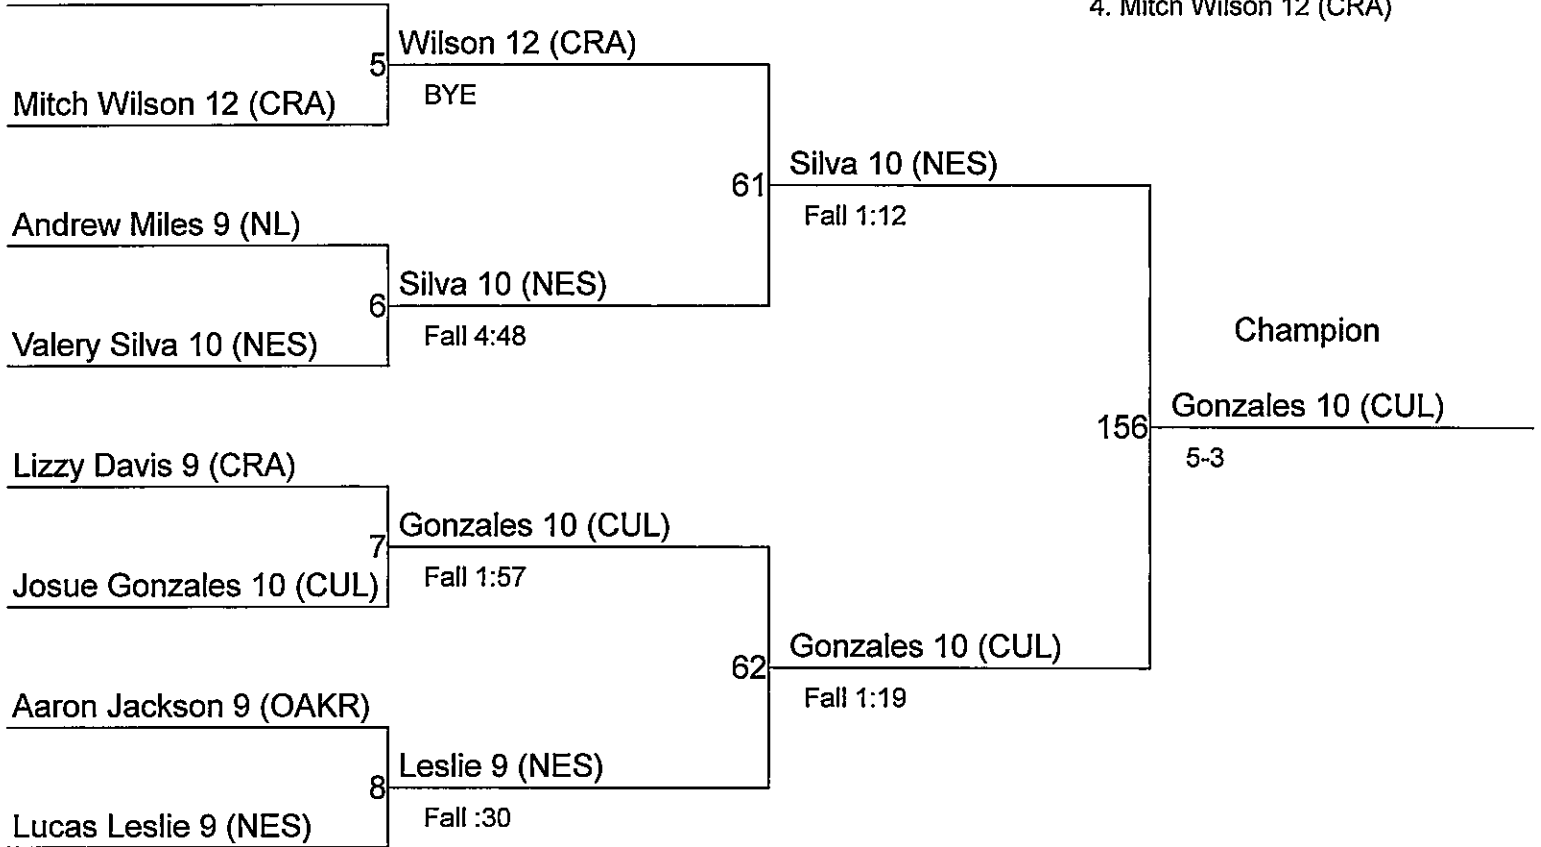 4. Mitch Wilson 12 (CRA)
Wilson 12 (CRA)
5
BYE
Mitch Wilson 12 (CRA)
Silva 10 (NES)
61
Fall 1:12
Andrew Miles 9 (NL)
Silva 10 (NES)
6
Fall 4:48
Valery Silva 10 (NES)
Champion
Gonzales 10 (CUL)
156
5-3
Lizzy Davis 9 (CRA)
Gonzales 10 (CUL)
7
Fall 1:57
Josue Gonzales 10 (CUL)
Gonzales 10 (CUL)
62
Fall 1:19
Aaron Jackson 9 (OAKR)
Leslie 9 (NES)
8
Fall :30
Lucas Leslie 9 (NES)